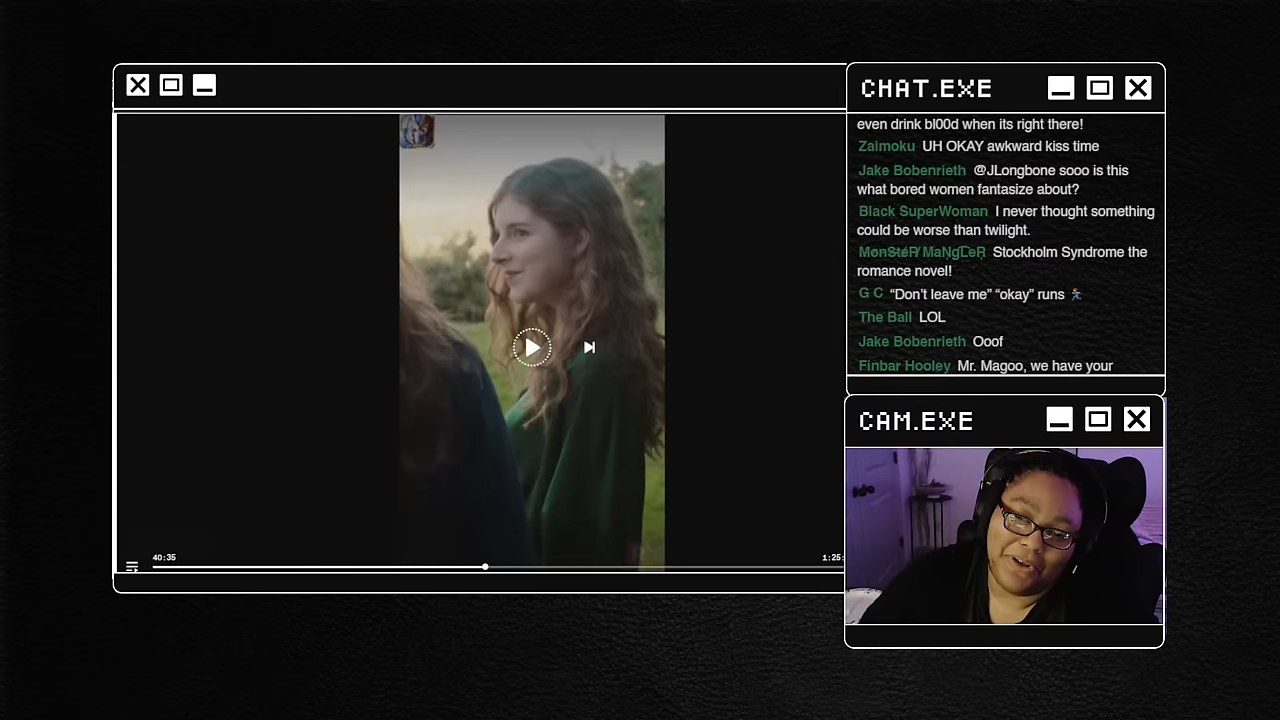 CHAT.EXE
even drink bl00d when its right there!
Zaimoku UH OKAY awkward kiss time
Jake Bobenrieth @JLongbone sooo is this
what bored women fantasize about?
Black SuperWoman I never thought something
could be worse than twilight.
MonStéR MaNgLeR Stockholm Syndrome the
romance novel!
G C “Don’t leave me” “okay” runs 🏃
The Ball LOL
Jake Bobenrieth Ooof
Finbar Hooley Mr. Magoo, we have your
40:35
1:25:
CAM.EXE